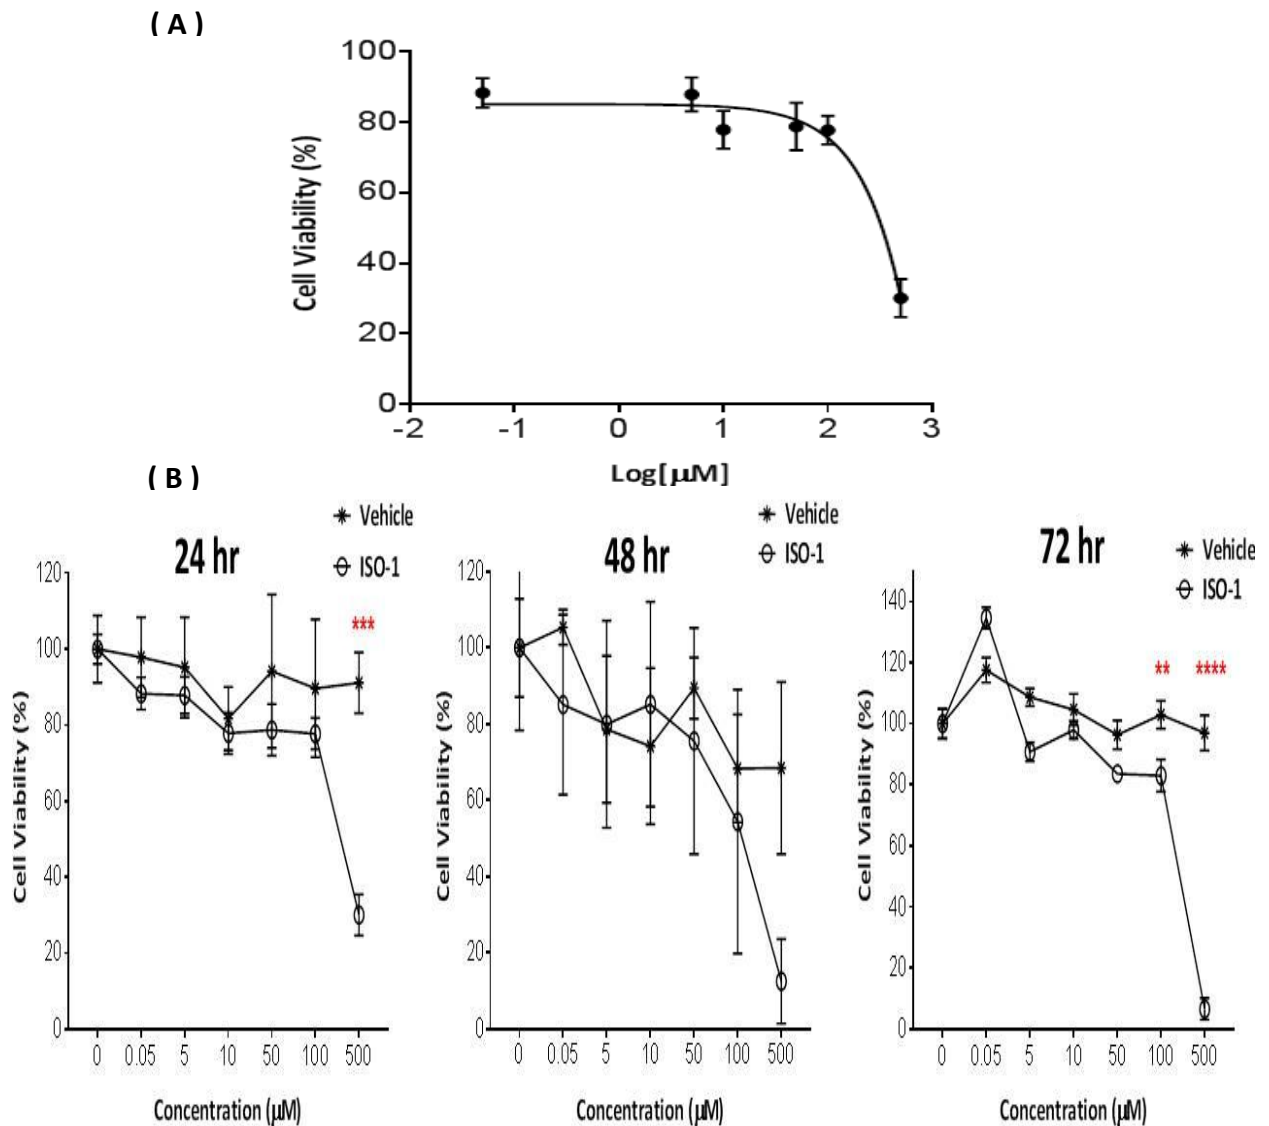 ( A )
100
80
60
40
20
0
Cell Viability (%)
-2 -1 0 1 2 3
Log[µM]
( B )
24 hr
Vehicle
ISO-1
120
100
80
60
40
20
0
***
Cell Viability (%)
0 0.05 5 10 50 100 500
Concentration (µM)
48 hr
Vehicle
ISO-1
120
100
80
60
40
20
0
Cell Viability (%)
0 0.05 5 10 50 100 500
Concentration (µM)
72 hr
Vehicle
ISO-1
140
120
100
80
60
40
20
0
** ****
Cell Viability (%)
0 0.05 5 10 50 100 500
Concentration (µM)